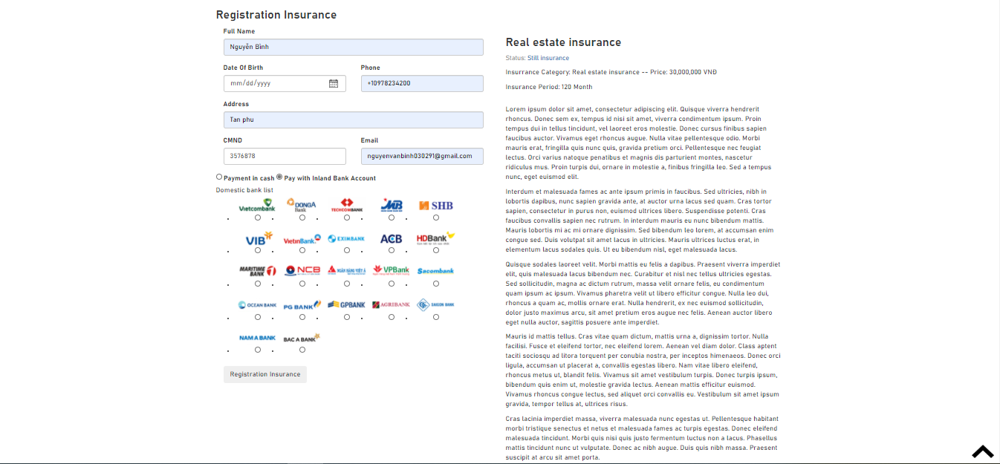 Registration Insurance
Full Name
Nguyễn Bình
Date Of Birth
Phone
mm/dd/yyyy
+10978234200
Address
Tan phu
CMND
Email
3576878
nguyenvanbinh030291@gmail.com
Payment in cash Pay with Inland Bank Account
Domestic bank list
Vietcombank DONGA Bank TECHCOMBANK MB SHB
VIB VietinBank EXIMBANK ACB HDBank
MARITIME BANK NCB NGÂN HÀNG VIỆT Á VPBank Sacombank
OCEAN BANK PG BANK GPBANK AGRIBANK SAIGON BANK
NAM A BANK BAC A BANK
Registration Insurance
Real estate insurance
Status: Still insurance
Insurrance Category: Real estate insurance -- Price: 30,000,000 VNĐ
Insurance Period: 120 Month
Lorem ipsum dolor sit amet, consectetur adipiscing elit. Quisque viverra hendrerit
rhoncus. Donec sem ex, tempus id nisi sit amet, viverra condimentum ipsum. Proin
tempus dui in tellus tincidunt, vel laoreet eros molestie. Donec cursus finibus sapien
faucibus auctor. Vivamus eget rhoncus augue. Nulla vitae pellentesque odio. Morbi
mauris erat, fringilla quis nunc quis, gravida pretium orci. Pellentesque nec feugiat
lectus. Orci varius natoque penatibus et magnis dis parturient montes, nascetur
ridiculus mus. Proin turpis dui, ornare in molestie a, finibus fringilla leo. Sed a tempus
nunc, eget euismod elit.
Interdum et malesuada fames ac ante ipsum primis in faucibus. Sed ultricies, nibh in
lobortis dapibus, nunc sapien gravida ante, at auctor urna lacus sed quam. Cras tortor
sapien, consectetur in purus non, euismod ultrices libero. Suspendisse potenti. Cras
faucibus convallis sapien nec rutrum. In interdum mauris eu nunc bibendum mattis.
Mauris lobortis mi ac mi ornare dignissim. Sed bibendum leo lorem, at accumsan enim
congue sed. Duis volutpat sit amet lacus in ultricies. Mauris ultrices luctus erat, in
elementum lacus sodales quis. Ut eu bibendum nisl, eget malesuada lacus.
Quisque sodales laoreet velit. Morbi mattis eu felis a dapibus. Praesent viverra imperdiet
elit, quis malesuada lacus bibendum nec. Curabitur et nisl nec tellus ultricies egestas.
Sed sollicitudin, magna ac dictum rutrum, massa velit ornare felis, eu condimentum
quam ipsum ac ipsum. Vivamus pharetra velit ut libero efficitur congue. Nulla leo dui,
rhoncus a quam ac, mollis ornare erat. Nulla hendrerit, ex nec euismod sollicitudin,
dolor justo maximus arcu, sit amet pretium eros augue nec felis. Aenean auctor libero
eget nulla auctor, sagittis posuere ante imperdiet.
Mauris id mattis tellus. Cras vitae quam dictum, mattis urna a, dignissim tortor. Nulla
facilisi. Fusce et eleifend tortor, nec eleifend lorem. Aenean vel diam dolor. Class aptent
taciti sociosqu ad litora torquent per conubia nostra, per inceptos himenaeos. Donec orci
ligula, accumsan ut placerat a, convallis egestas libero. Nam vitae libero eleifend,
rhoncus metus ut, blandit felis. Vivamus sit amet vestibulum turpis. Donec turpis ipsum,
bibendum quis enim ut, molestie gravida lectus. Aenean mattis efficitur euismod.
Vivamus rhoncus congue lectus, sed aliquet orci convallis eu. Vestibulum sit amet ipsum
gravida, tempor tellus at, ultrices risus.
Cras lacinia imperdiet massa, viverra malesuada nunc egestas ut. Pellentesque habitant
morbi tristique senectus et netus et malesuada fames ac turpis egestas. Donec eleifend
malesuada tincidunt. Morbi quis nisi quis justo fermentum luctus non a lacus. Phasellus
mattis tincidunt nunc ut vulputate. Donec ac nibh augue. Duis quis nibh massa. Praesent
suscipit at arcu sit amet porta.